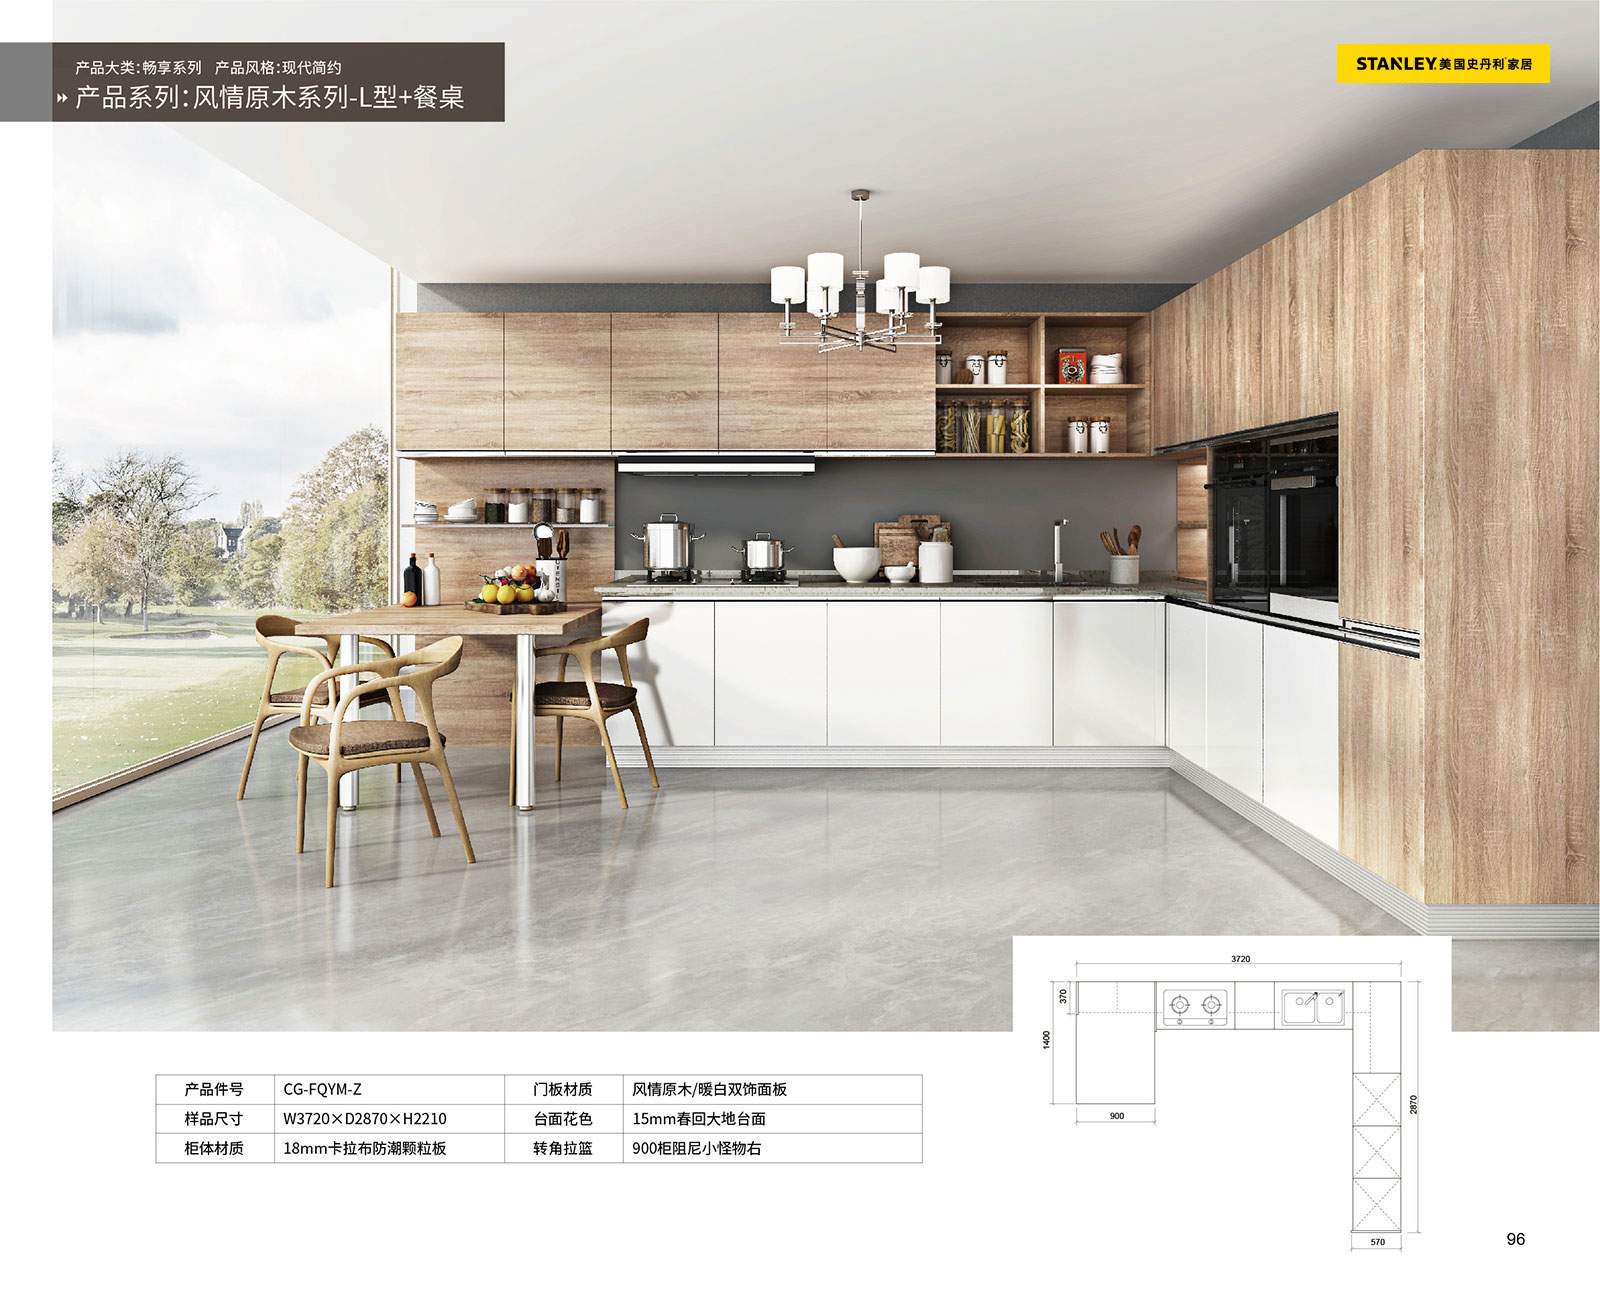 产品大类:畅享系列 产品风格:现代简约
产品系列:风情原木系列-L型+餐桌
STANLEY. 美国史丹利家居
3720
370
1400
900
2870
570
产品件号 CG-FQYM-Z 门板材质 风情原木/暖白双饰面板
样品尺寸 W3720×D2870×H2210 台面花色 15mm春回大地台面
柜体材质 18mm卡拉布防潮颗粒板 转角拉篮 900柜阻尼小怪物右
96